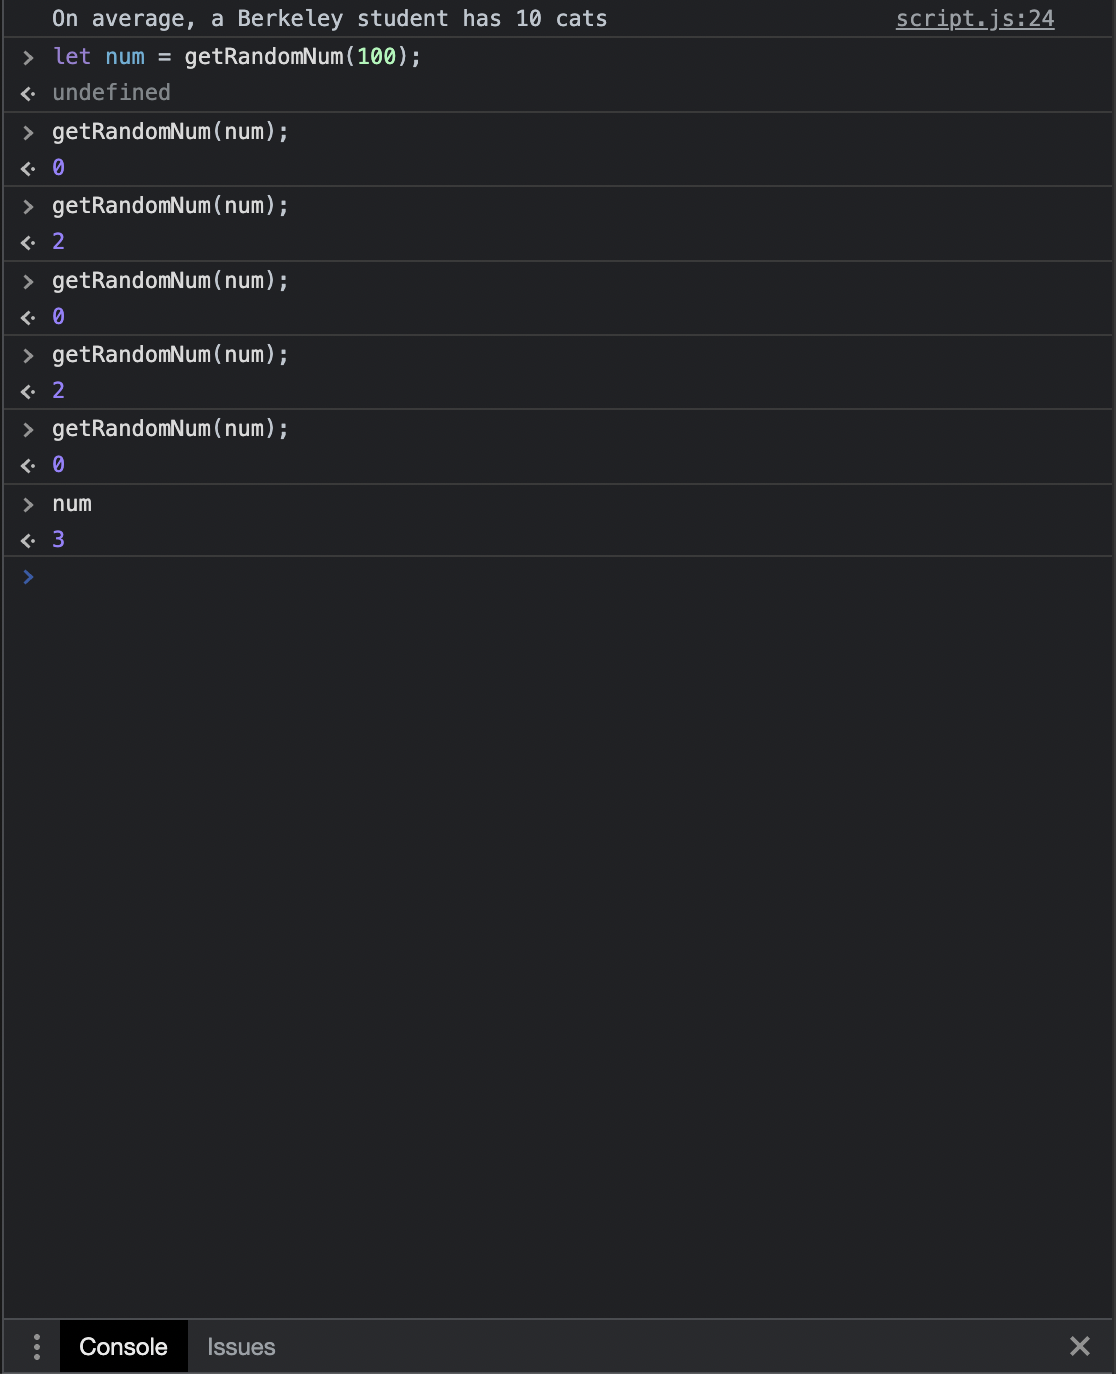 On average, a Berkeley student has 10 cats script.js:24
> let num = getRandomNum(100);
undefined
> getRandomNum(num);
0
> getRandomNum(num);
2
> getRandomNum(num);
0
> getRandomNum(num);
2
> getRandomNum(num);
0
> num
3
>
Console Issues